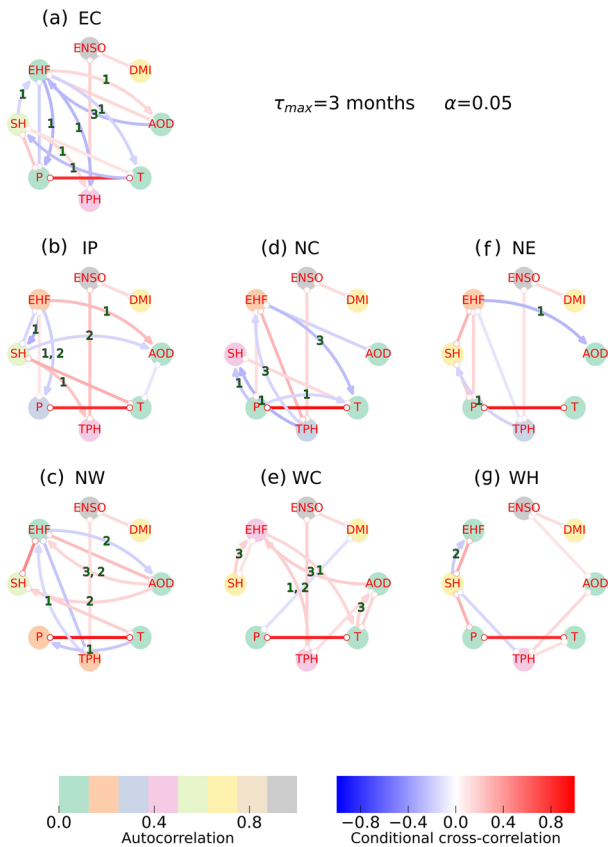 (a) EC
ENSO
EHF
DMI
1
1
SH
AOD
3
1
1
1
1
1
P
T
TPH
τmax=3 months α=0.05
(b) IP
ENSO
EHF
DMI
1
1
2
SH
AOD
1, 2
1
P
T
TPH
(d) NC
ENSO
EHF
DMI
3
SH
AOD
3
1
1
1
P
T
TPH
(f) NE
ENSO
EHF
DMI
1
SH
AOD
1
P
T
TPH
(c) NW
ENSO
EHF
DMI
2
3, 2
SH
AOD
1
2
P
T
1
TPH
(e) WC
ENSO
EHF
DMI
3
3
1
SH
1, 2
AOD
3
P
T
TPH
(g) WH
ENSO
EHF
DMI
2
SH
AOD
P
T
TPH
0.0 0.4 0.8
Autocorrelation
−0.8 −0.4 0.0 0.4 0.8
Conditional cross-correlation